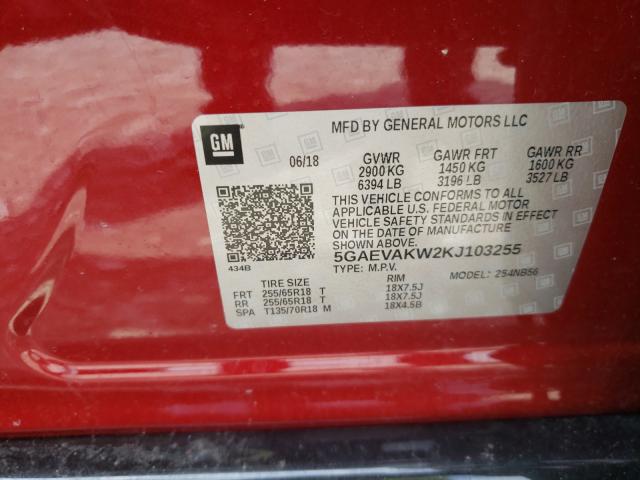 MFD BY GENERAL MOTORS LLC
GM
06/18 GVWR GAWR FRT GAWR RR
2900 KG 1450 KG 1600 KG
6394 LB 3196 LB 3527 LB
THIS VEHICLE CONFORMS TO ALL
APPLICABLE U.S. FEDERAL MOTOR
VEHICLE SAFETY STANDARDS IN EFFECT
ON THE DATE OF MANUFACTURE
SHOWN ABOVE.
5GAEVAKW2KJ103255
434B TYPE: M.P.V. MODEL: 254NB56
TIRE SIZE RIM
FRT 255/65R18 T 18X7.5J
RR 255/65R18 T 18X7.5J
SPA T135/70R18 M 18X4.5B